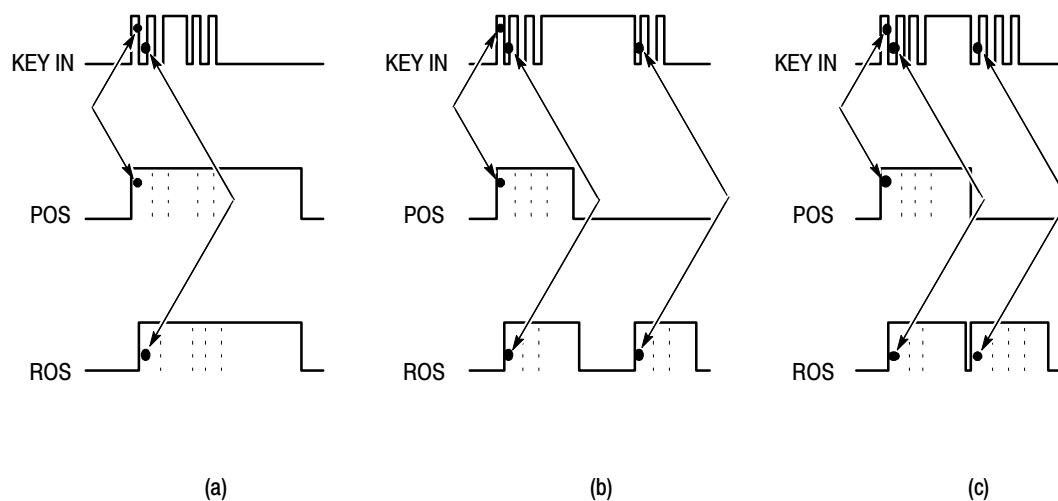 KEY IN KEY IN KEY IN
POS POS POS
ROS ROS ROS
(a) (b) (c)